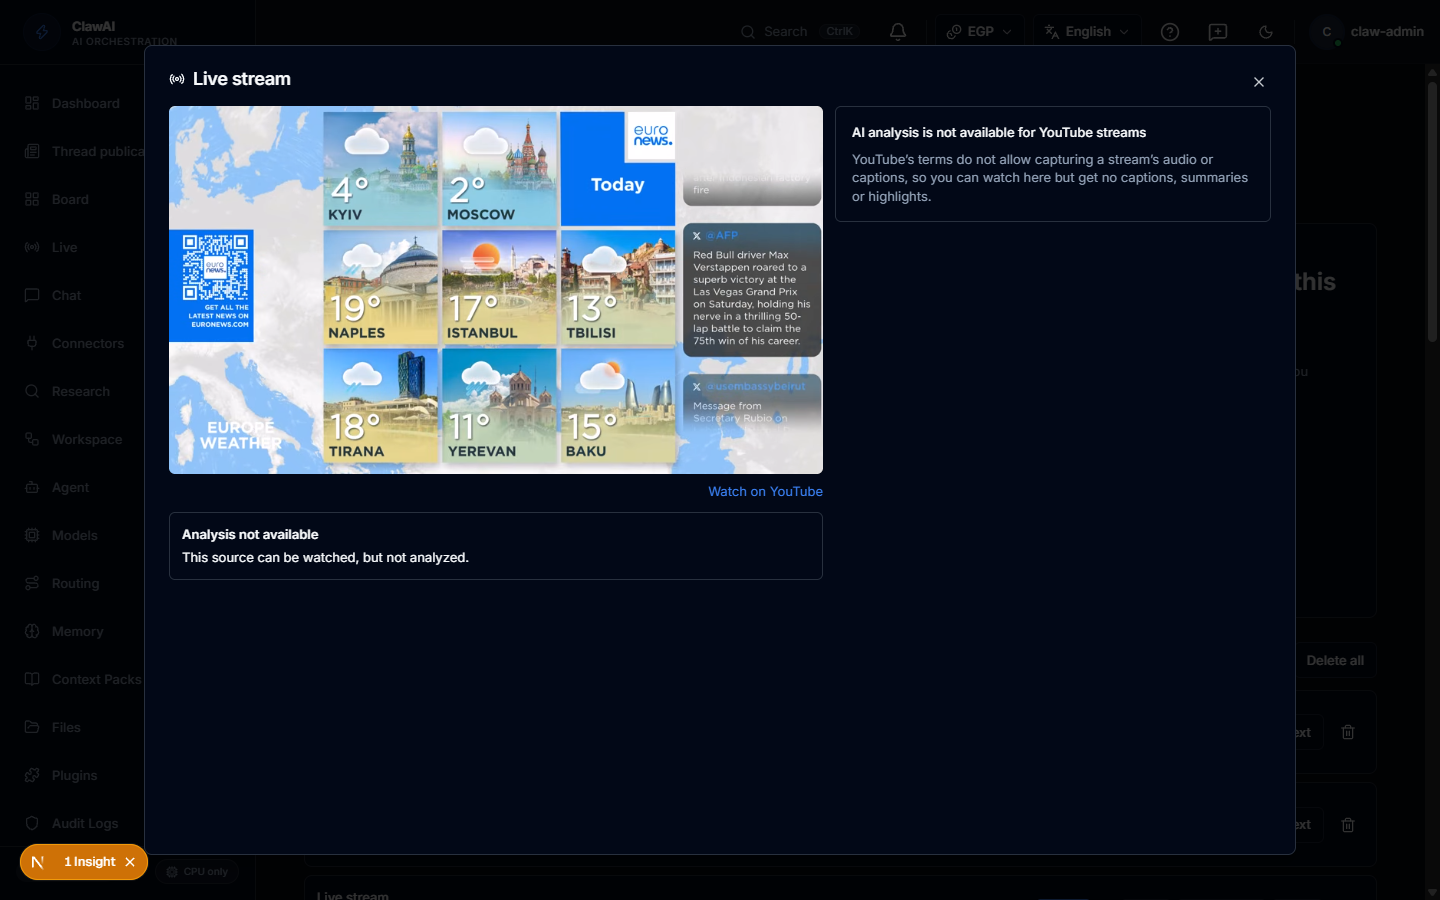 ClawAI
AI ORCHESTRATION
Search
CtrlK
EGP
English
C
claw-admin
Dashboard
Thread publica
Board
Live
Chat
Connectors
Research
Workspace
Agent
Models
Routing
Memory
Context Packs
Files
Plugins
Audit Logs
1 Insight
CPU only
Live stream
4°
KYIV
2°
MOSCOW
euro
news.
Today
fire
euro
news.
GET ALL THE
LATEST NEWS ON
EURONEWS.COM
19°
NAPLES
17°
ISTANBUL
13°
TBILISI
@AFP
Red Bull driver Max
Verstappen roared to a
superb victory at the
Las Vegas Grand Prix
on Saturday, holding his
nerve in a thrilling 50-
lap battle to claim the
75th win of his career.
EUROPE
WEATHER
18°
TIRANA
11°
YEREVAN
15°
BAKU
@usembassybeirut
Message from
Secretary Rubio on
Watch on YouTube
Analysis not available
This source can be watched, but not analyzed.
AI analysis is not available for YouTube streams
YouTube's terms do not allow capturing a stream's audio or
captions, so you can watch here but get no captions, summaries
or highlights.
this
ou
Delete all
ext
ext
Live stream